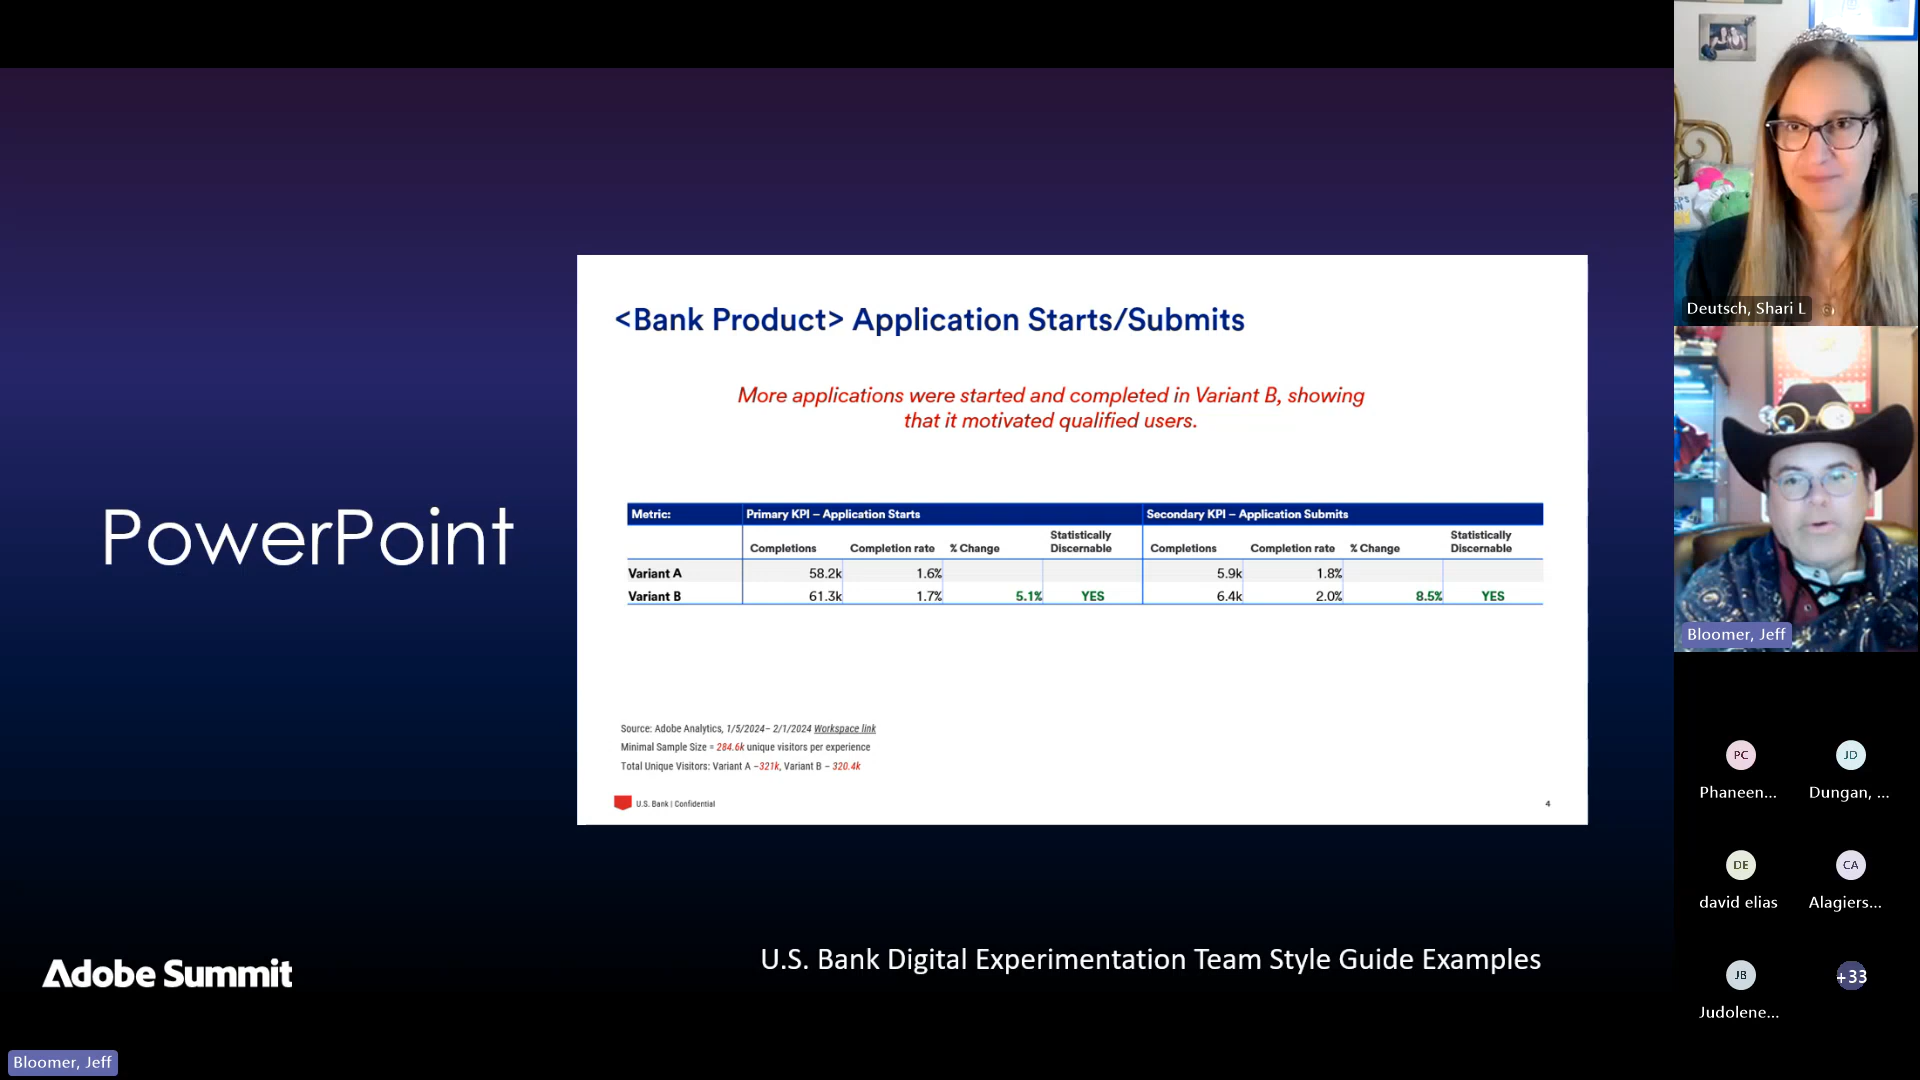 PowerPoint
<Bank Product> Application Starts/Submits
More applications were started and completed in Variant B, showing
that it motivated qualified users.
Metric: Primary KPI – Application Starts Secondary KPI – Application Submits
Completions Completion rate % Change Statistically Discernable Completions Completion rate % Change Statistically Discernable
Variant A 58.2k 1.6% 5.9k 1.8%
Variant B 61.3k 1.7% 5.1% YES 6.4k 2.0% 8.5% YES
Source: Adobe Analytics, 1/5/2024– 2/1/2024 Workspace link
Minimal Sample Size = 284.6k unique visitors per experience
Total Unique Visitors: Variant A –321k, Variant B – 320.4k
U.S. Bank | Confidential
4
Adobe Summit
U.S. Bank Digital Experimentation Team Style Guide Examples
Bloomer, Jeff
Deutsch, Shari L
Bloomer, Jeff
PC JD
Phaneen... Dungan, ...
DE CA
david elias Alagiers...
JB +33
Judolene...